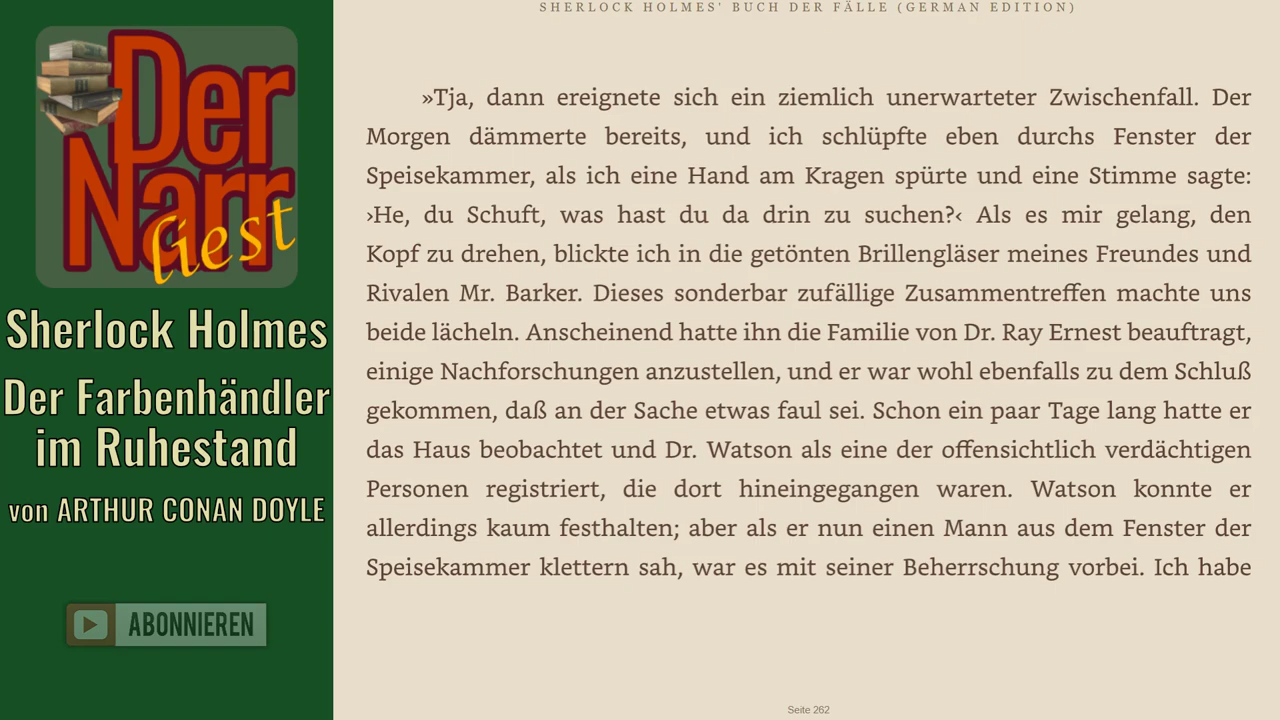 Der
Narr
liest
Sherlock Holmes
Der Farbenhändler
im Ruhestand
von ARTHUR CONAN DOYLE
ABONNIEREN
SHERLOCK HOLMES' BUCH DER FÄLLE (GERMAN EDITION)
»Tja, dann ereignete sich ein ziemlich unerwarteter Zwischenfall. Der
Morgen dämmerte bereits, und ich schlüpfte eben durchs Fenster der
Speisekammer, als ich eine Hand am Kragen spürte und eine Stimme sagte:
›He, du Schuft, was hast du da drin zu suchen?‹ Als es mir gelang, den
Kopf zu drehen, blickte ich in die getönten Brillengläser meines Freundes und
Rivalen Mr. Barker. Dieses sonderbar zufällige Zusammentreffen machte uns
beide lächeln. Anscheinend hatte ihn die Familie von Dr. Ray Ernest beauftragt,
einige Nachforschungen anzustellen, und er war wohl ebenfalls zu dem Schluß
gekommen, daß an der Sache etwas faul sei. Schon ein paar Tage lang hatte er
das Haus beobachtet und Dr. Watson als eine der offensichtlich verdächtigen
Personen registriert, die dort hineingegangen waren. Watson konnte er
allerdings kaum festhalten; aber als er nun einen Mann aus dem Fenster der
Speisekammer klettern sah, war es mit seiner Beherrschung vorbei. Ich habe
Seite 262